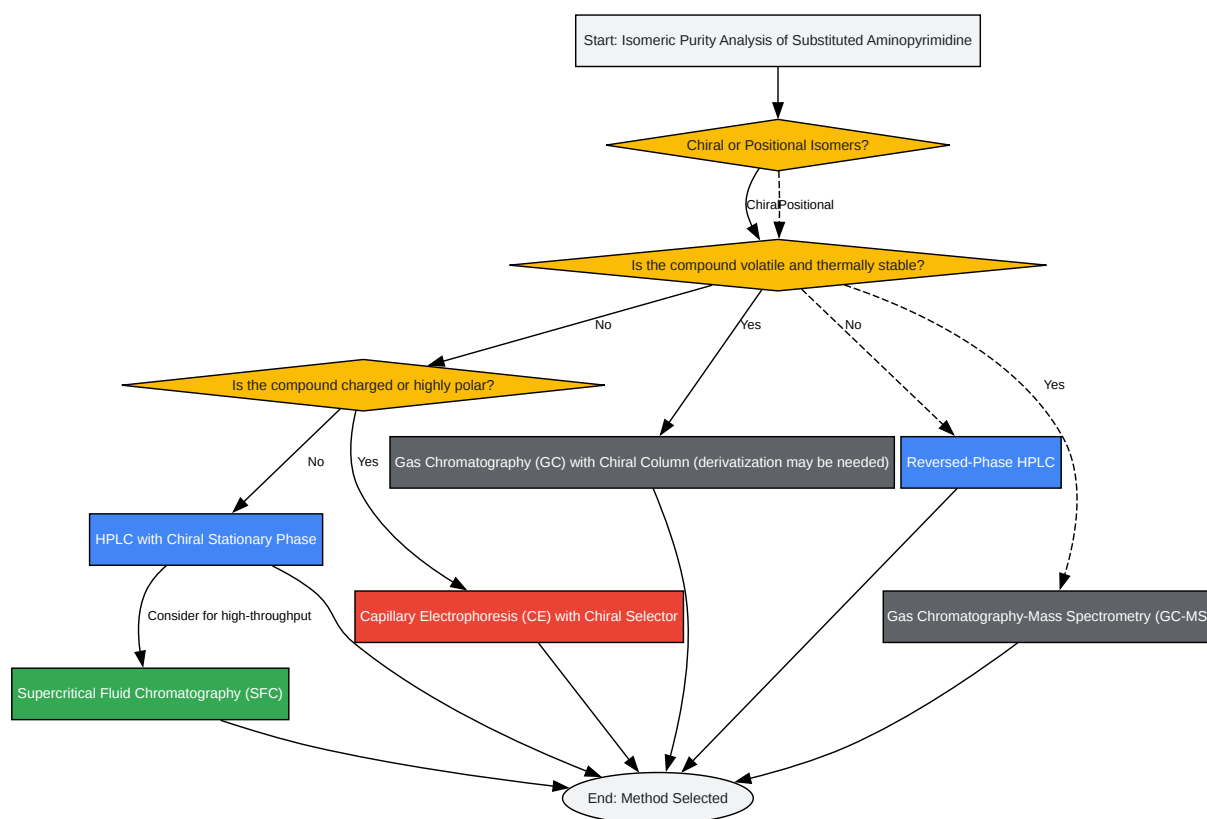 Start: Isomeric Purity Analysis of Substituted Aminopyrimidine
Chiral or Positional Isomers?
Chiral
Positional
Is the compound volatile and thermally stable?
No
Yes
No
Yes
Is the compound charged or highly polar?
No
Yes
Gas Chromatography (GC) with Chiral Column (derivatization may be needed)
Reversed-Phase HPLC
HPLC with Chiral Stationary Phase
Consider for high-throughput
Capillary Electrophoresis (CE) with Chiral Selector
Gas Chromatography-Mass Spectrometry (GC-MS
Supercritical Fluid Chromatography (SFC)
End: Method Selected